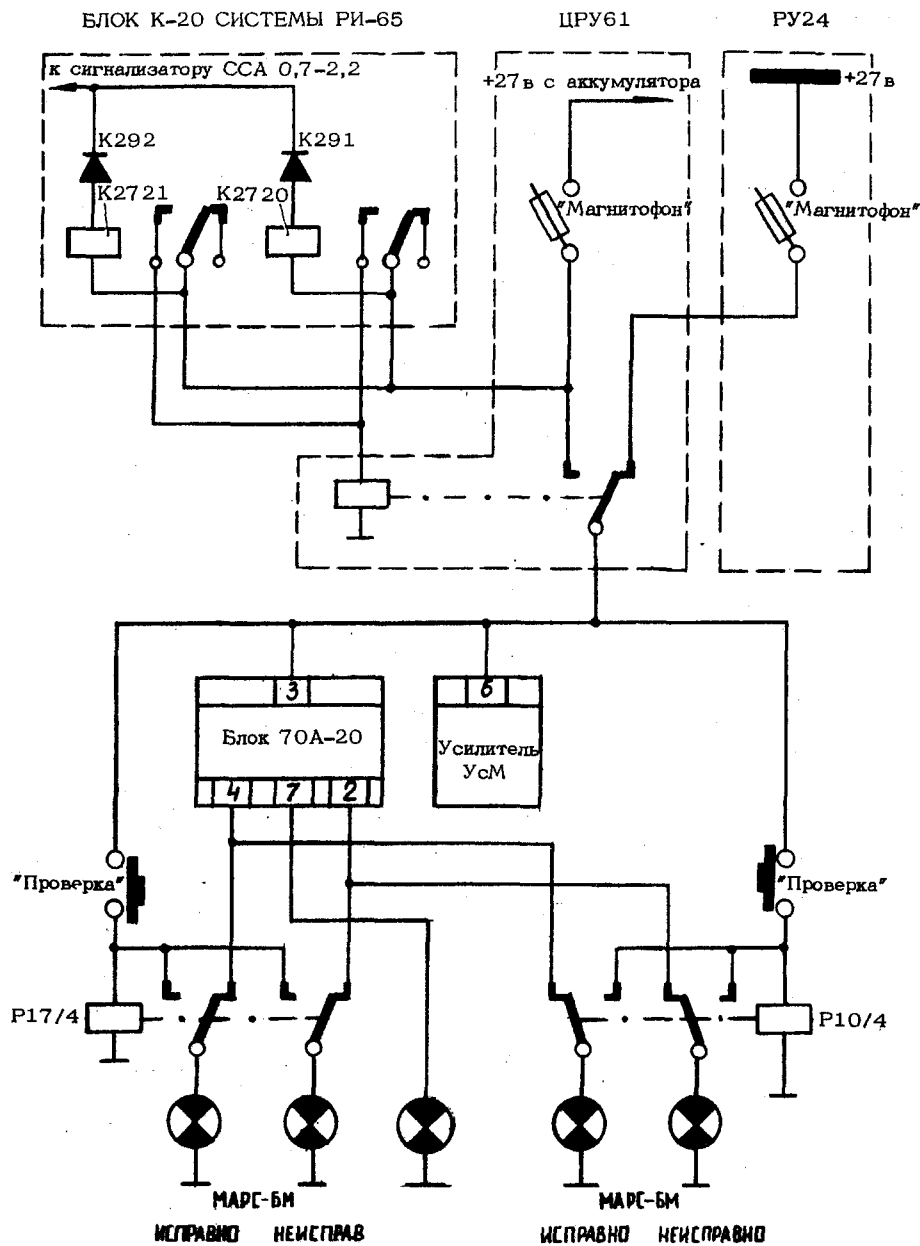 БЛОК К-20 СИСТЕМЫ РИ-65
ЦРУ61
РУ24
к сигнализатору ССА 0,7-2,2
+27в с аккумулятора
+27в
К292
К291
К2721
К2720
"Магнитофон"
"Магнитофон"
3
6
Блок 70А-20
Усилитель
УсМ
4 7 2
"Проверка"
"Проверка"
Р17/4
Р10/4
МАРС-БМ
МАРС-БМ
ИСПРАВНО НЕИСПРАВ
ИСПРАВНО НЕИСПРАВНО